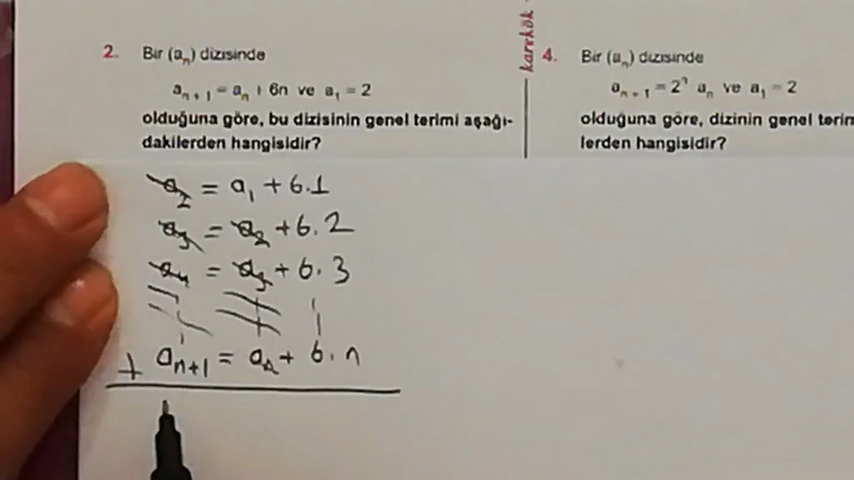 2. Bir (aₙ) dizisinde
aₙ₊₁ = aₙ + 6n ve a₁ = 2
olduğuna göre, bu dizisinin genel terimi aşağı-
dakilerden hangisidir?
a₂ = a₁ + 6.1
a₃ = a₂ + 6.2
a₄ = a₃ + 6.3
+ aₙ₊₁ = aₙ + 6.n
karekök
4. Bir (aₙ) dizisinde
aₙ₊₁ = 2ⁿ aₙ ve a₁ = 2
olduğuna göre, dizinin genel terim
lerden hangisidir?